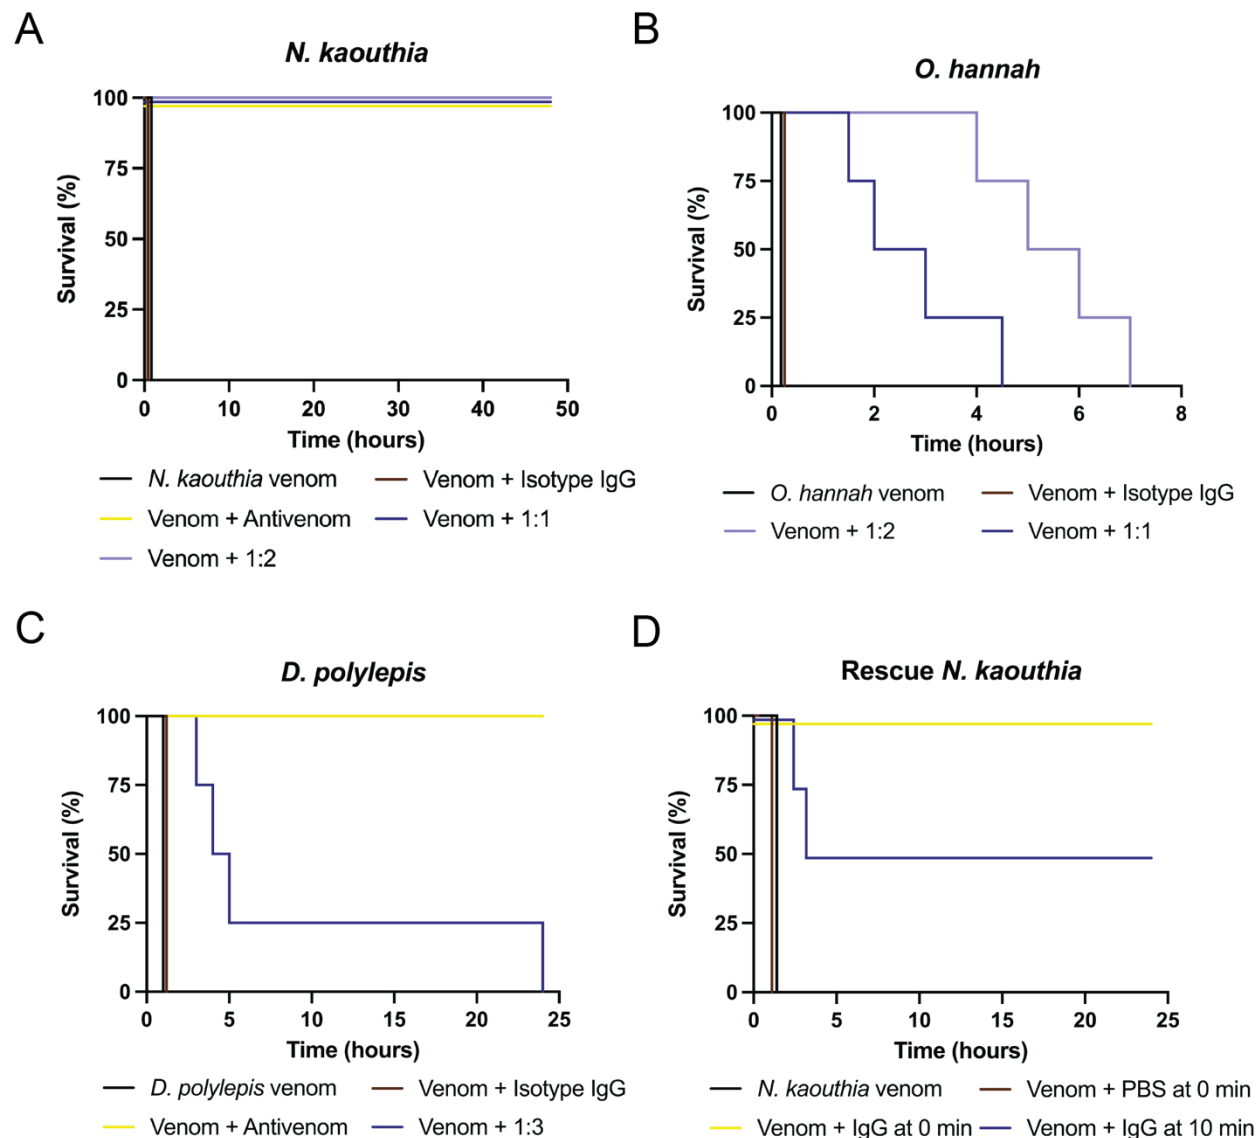 A
N. kaouthia
Survival (%)
100
75
50
25
0
0 10 20 30 40 50
Time (hours)
N. kaouthia venom Venom + Isotype IgG
Venom + Antivenom Venom + 1:1
Venom + 1:2
B
O. hannah
Survival (%)
100
75
50
25
0
0 2 4 6 8
Time (hours)
O. hannah venom Venom + Isotype IgG
Venom + 1:2 Venom + 1:1
C
D. polylepis
Survival (%)
100
75
50
25
0
0 5 10 15 20 25
Time (hours)
D. polylepis venom Venom + Isotype IgG
Venom + Antivenom Venom + 1:3
D
Rescue N. kaouthia
Survival (%)
100
75
50
25
0
0 5 10 15 20 25
Time (hours)
N. kaouthia venom Venom + PBS at 0 min
Venom + IgG at 0 min Venom + IgG at 10 min